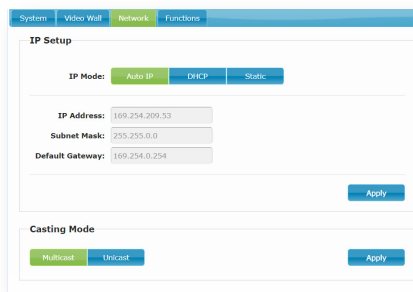 System Video Wall Network Functions
IP Setup
IP Mode: Auto IP DHCP Static
IP Address: 169.254.209.53
Subnet Mask: 255.255.0.0
Default Gateway: 169.254.0.254
Apply
Casting Mode
Multicast Unicast Apply